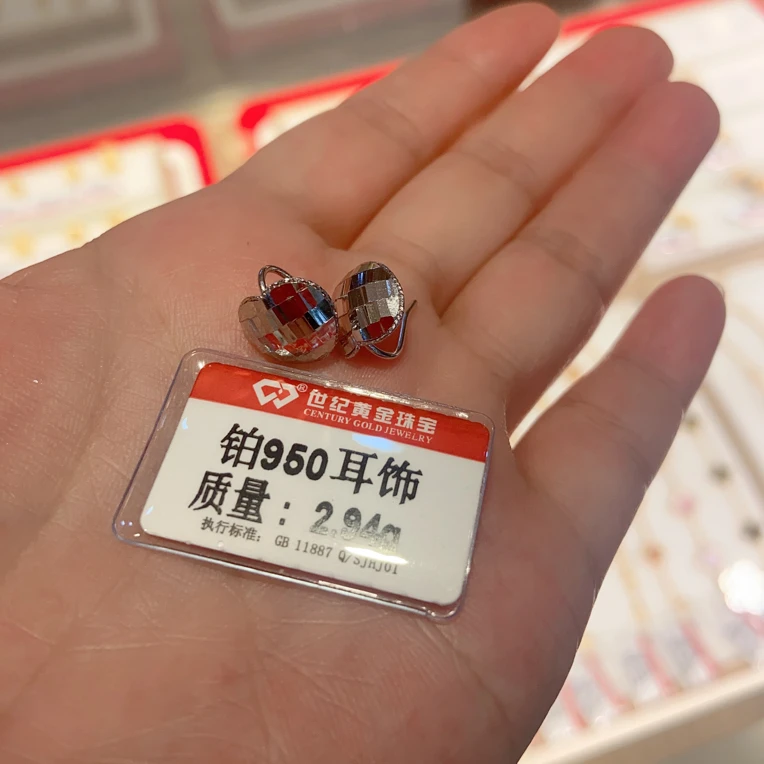 世纪黄金珠宝
CENTURY GOLD JEWELRY
铂950耳饰
质量：2.94g
执行标准： GB 11887 Q/SJHJ01